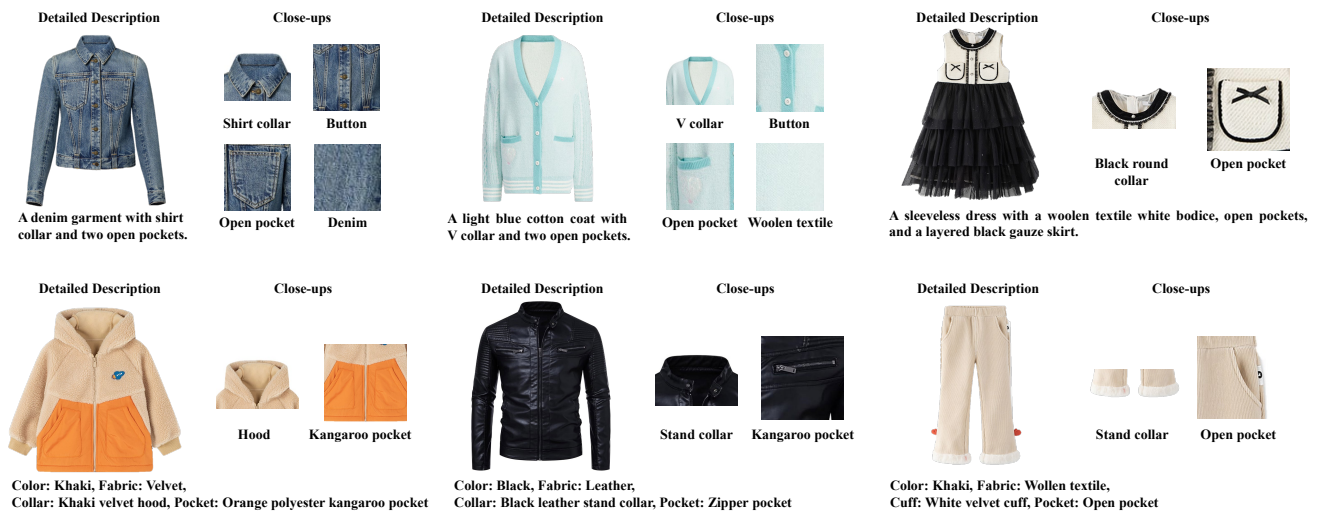 Detailed Description
Close-ups
Shirt collar
Button
Open pocket
Denim
A denim garment with shirt
collar and two open pockets.
Detailed Description
Close-ups
V collar
Button
Open pocket
Woolen textile
A light blue cotton coat with
V collar and two open pockets.
Detailed Description
Close-ups
Black round
collar
Open pocket
A sleeveless dress with a woolen textile white bodice, open pockets,
and a layered black gauze skirt.
Detailed Description
Close-ups
Hood
Kangaroo pocket
Color: Khaki, Fabric: Velvet,
Collar: Khaki velvet hood, Pocket: Orange polyester kangaroo pocket
Detailed Description
Close-ups
Stand collar
Kangaroo pocket
Color: Black, Fabric: Leather,
Collar: Black leather stand collar, Pocket: Zipper pocket
Detailed Description
Close-ups
Stand collar
Open pocket
Color: Khaki, Fabric: Wollen textile,
Cuff: White velvet cuff, Pocket: Open pocket